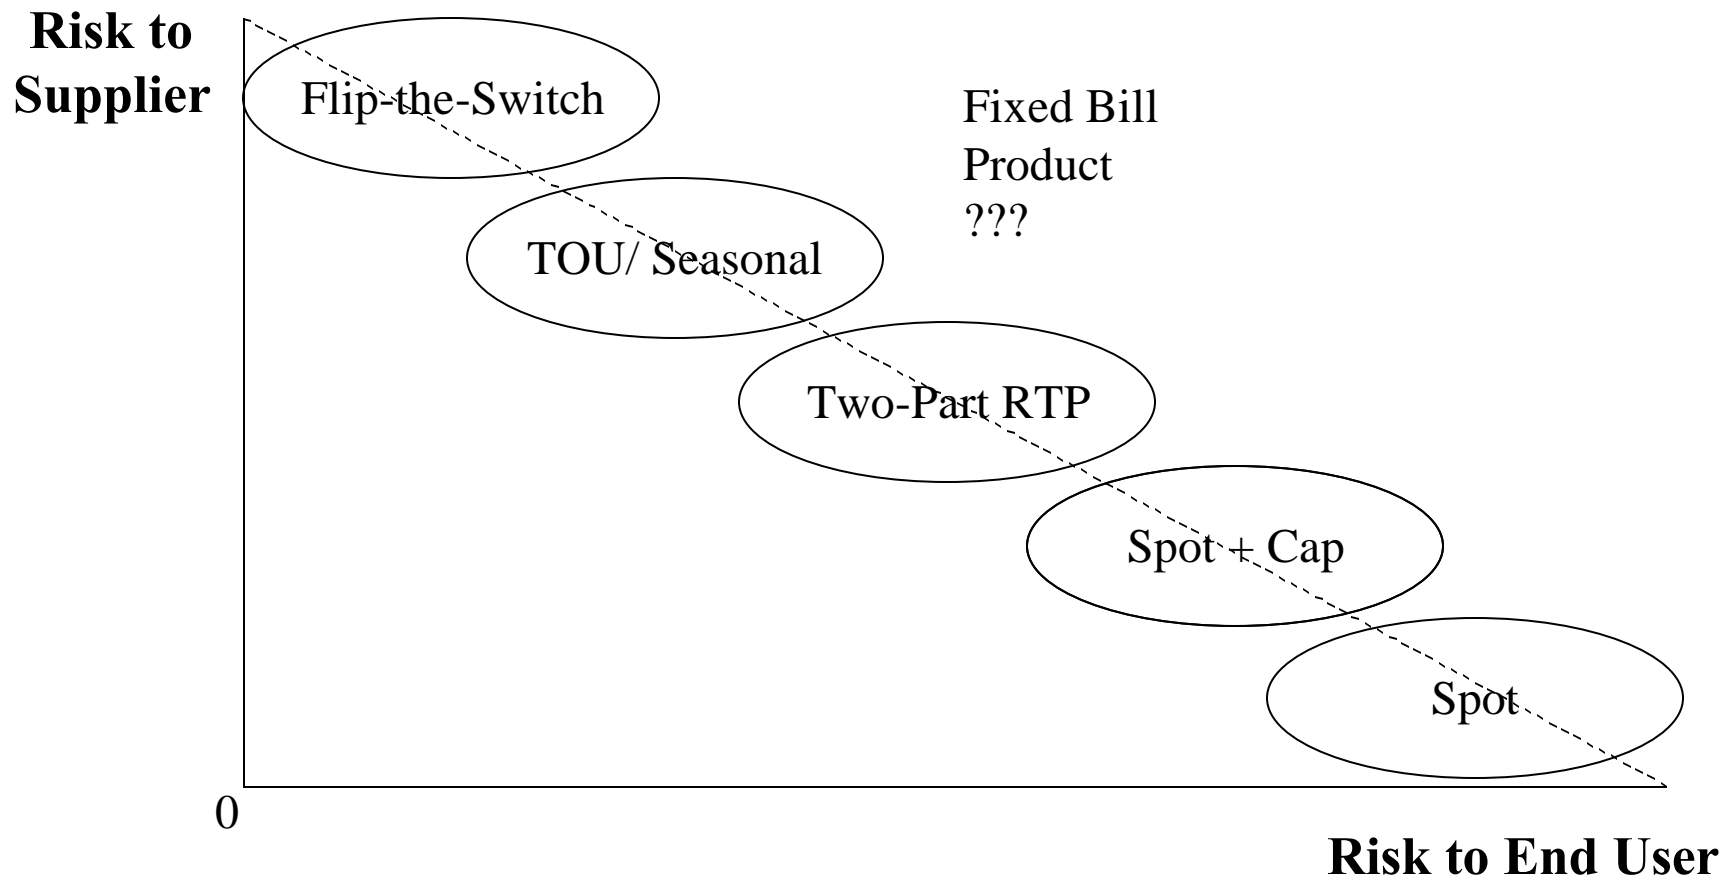 Risk to
Supplier
Flip-the-Switch
Fixed Bill
Product
???
TOU/ Seasonal
Two-Part RTP
Spot + Cap
Spot
0
Risk to End User